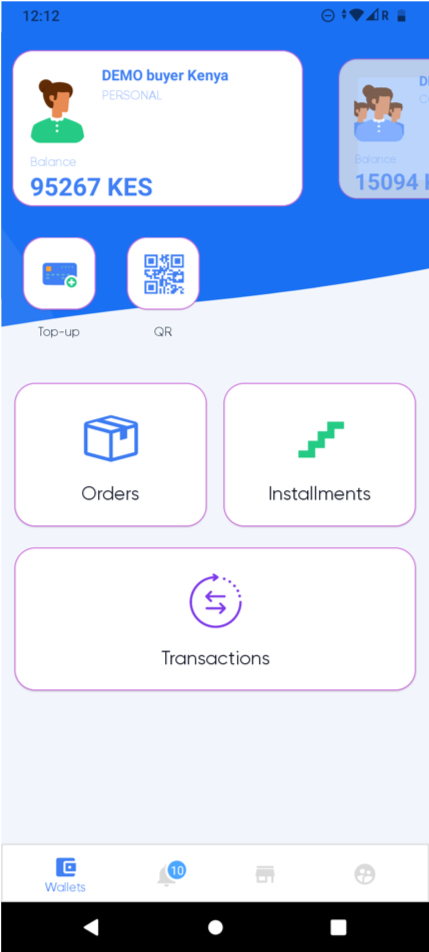 12:12
R
DEMO buyer Kenya
PERSONAL
Balance
95267 KES
Balance
15094
Top-up
QR
Orders
Installments
Transactions
10
Wallets